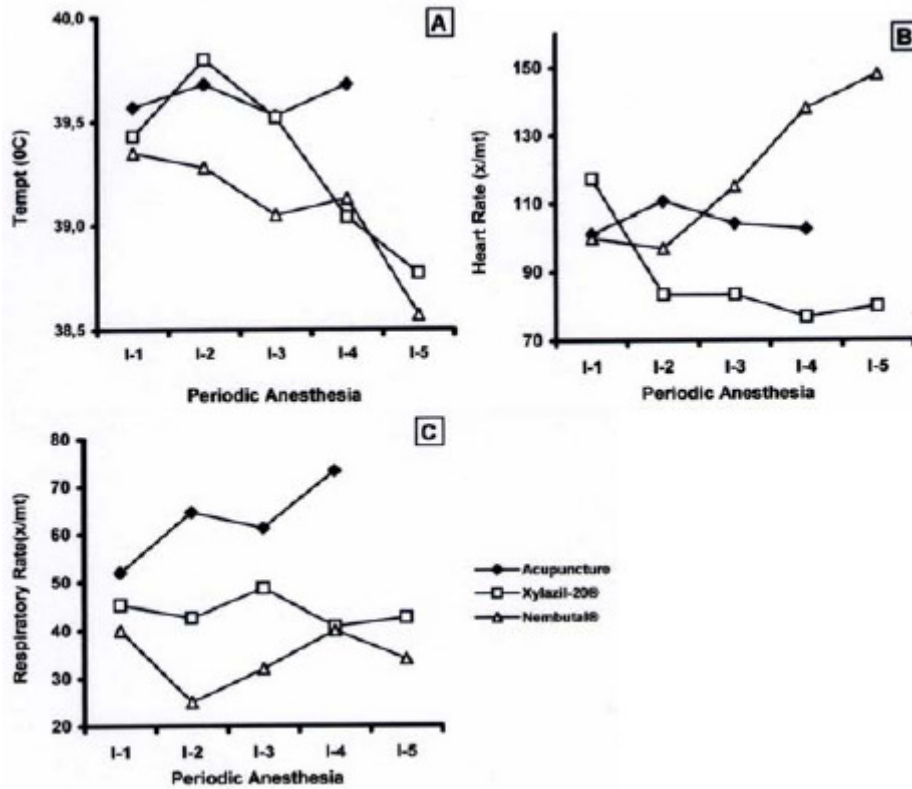 A
40,0
39,5
39,0
38,5
Tempt (0C)
I-1 I-2 I-3 I-4 I-5
Periodic Anesthesia
B
150
130
110
90
70
Heart Rate (x/mt)
I-1 I-2 I-3 I-4 I-5
Periodic Anesthesia
C
80
70
60
50
40
30
20
Respiratory Rate(x/mt)
I-1 I-2 I-3 I-4 I-5
Periodic Anesthesia
Acupuncture
Xylazil-20®
Nembutal®